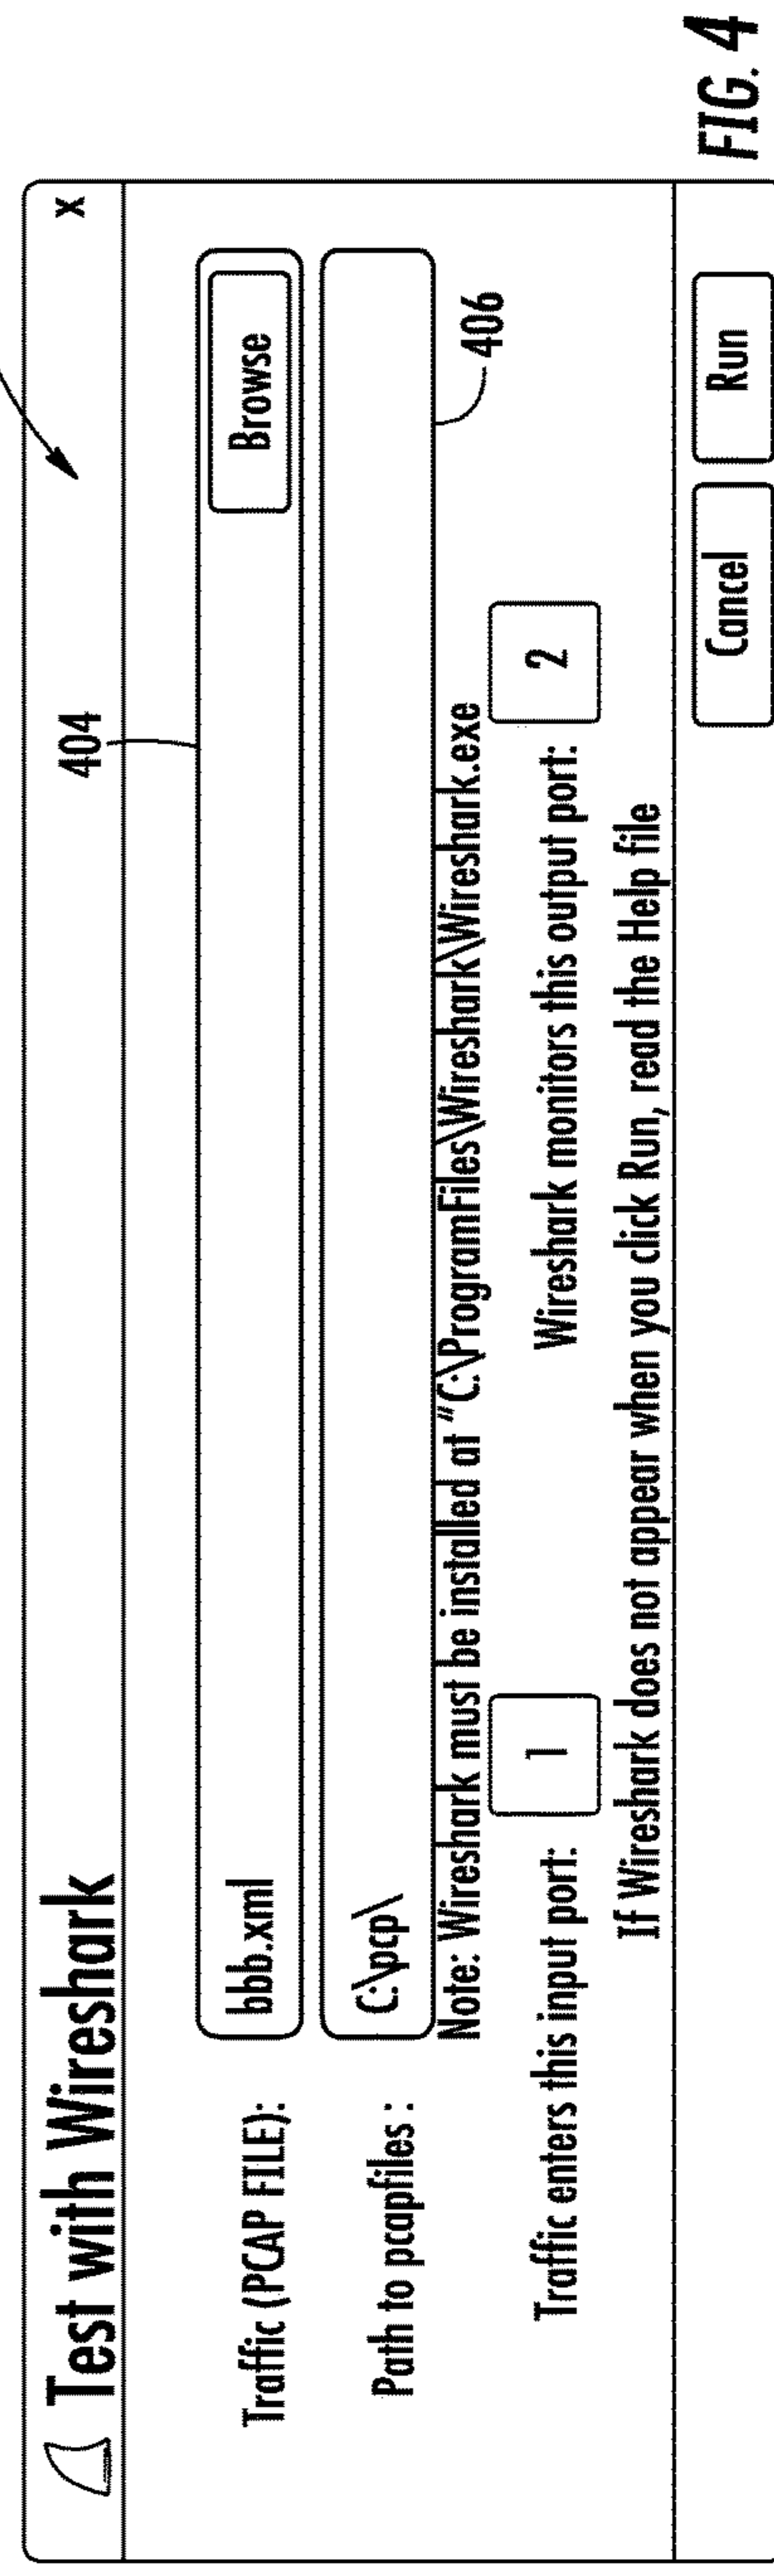 Test with Wireshark
x
404
Traffic (PCAP FILE):
bbb.xml
Browse
Path to pcapfiles :
C:\pcp\
406
Note: Wireshark must be installed at "C:\ProgramFiles\Wireshark\Wireshark.exe
Traffic enters this input port: 1 Wireshark monitors this output port: 2
If Wireshark does not appear when you click Run, read the Help file
Cancel
Run
FIG. 4